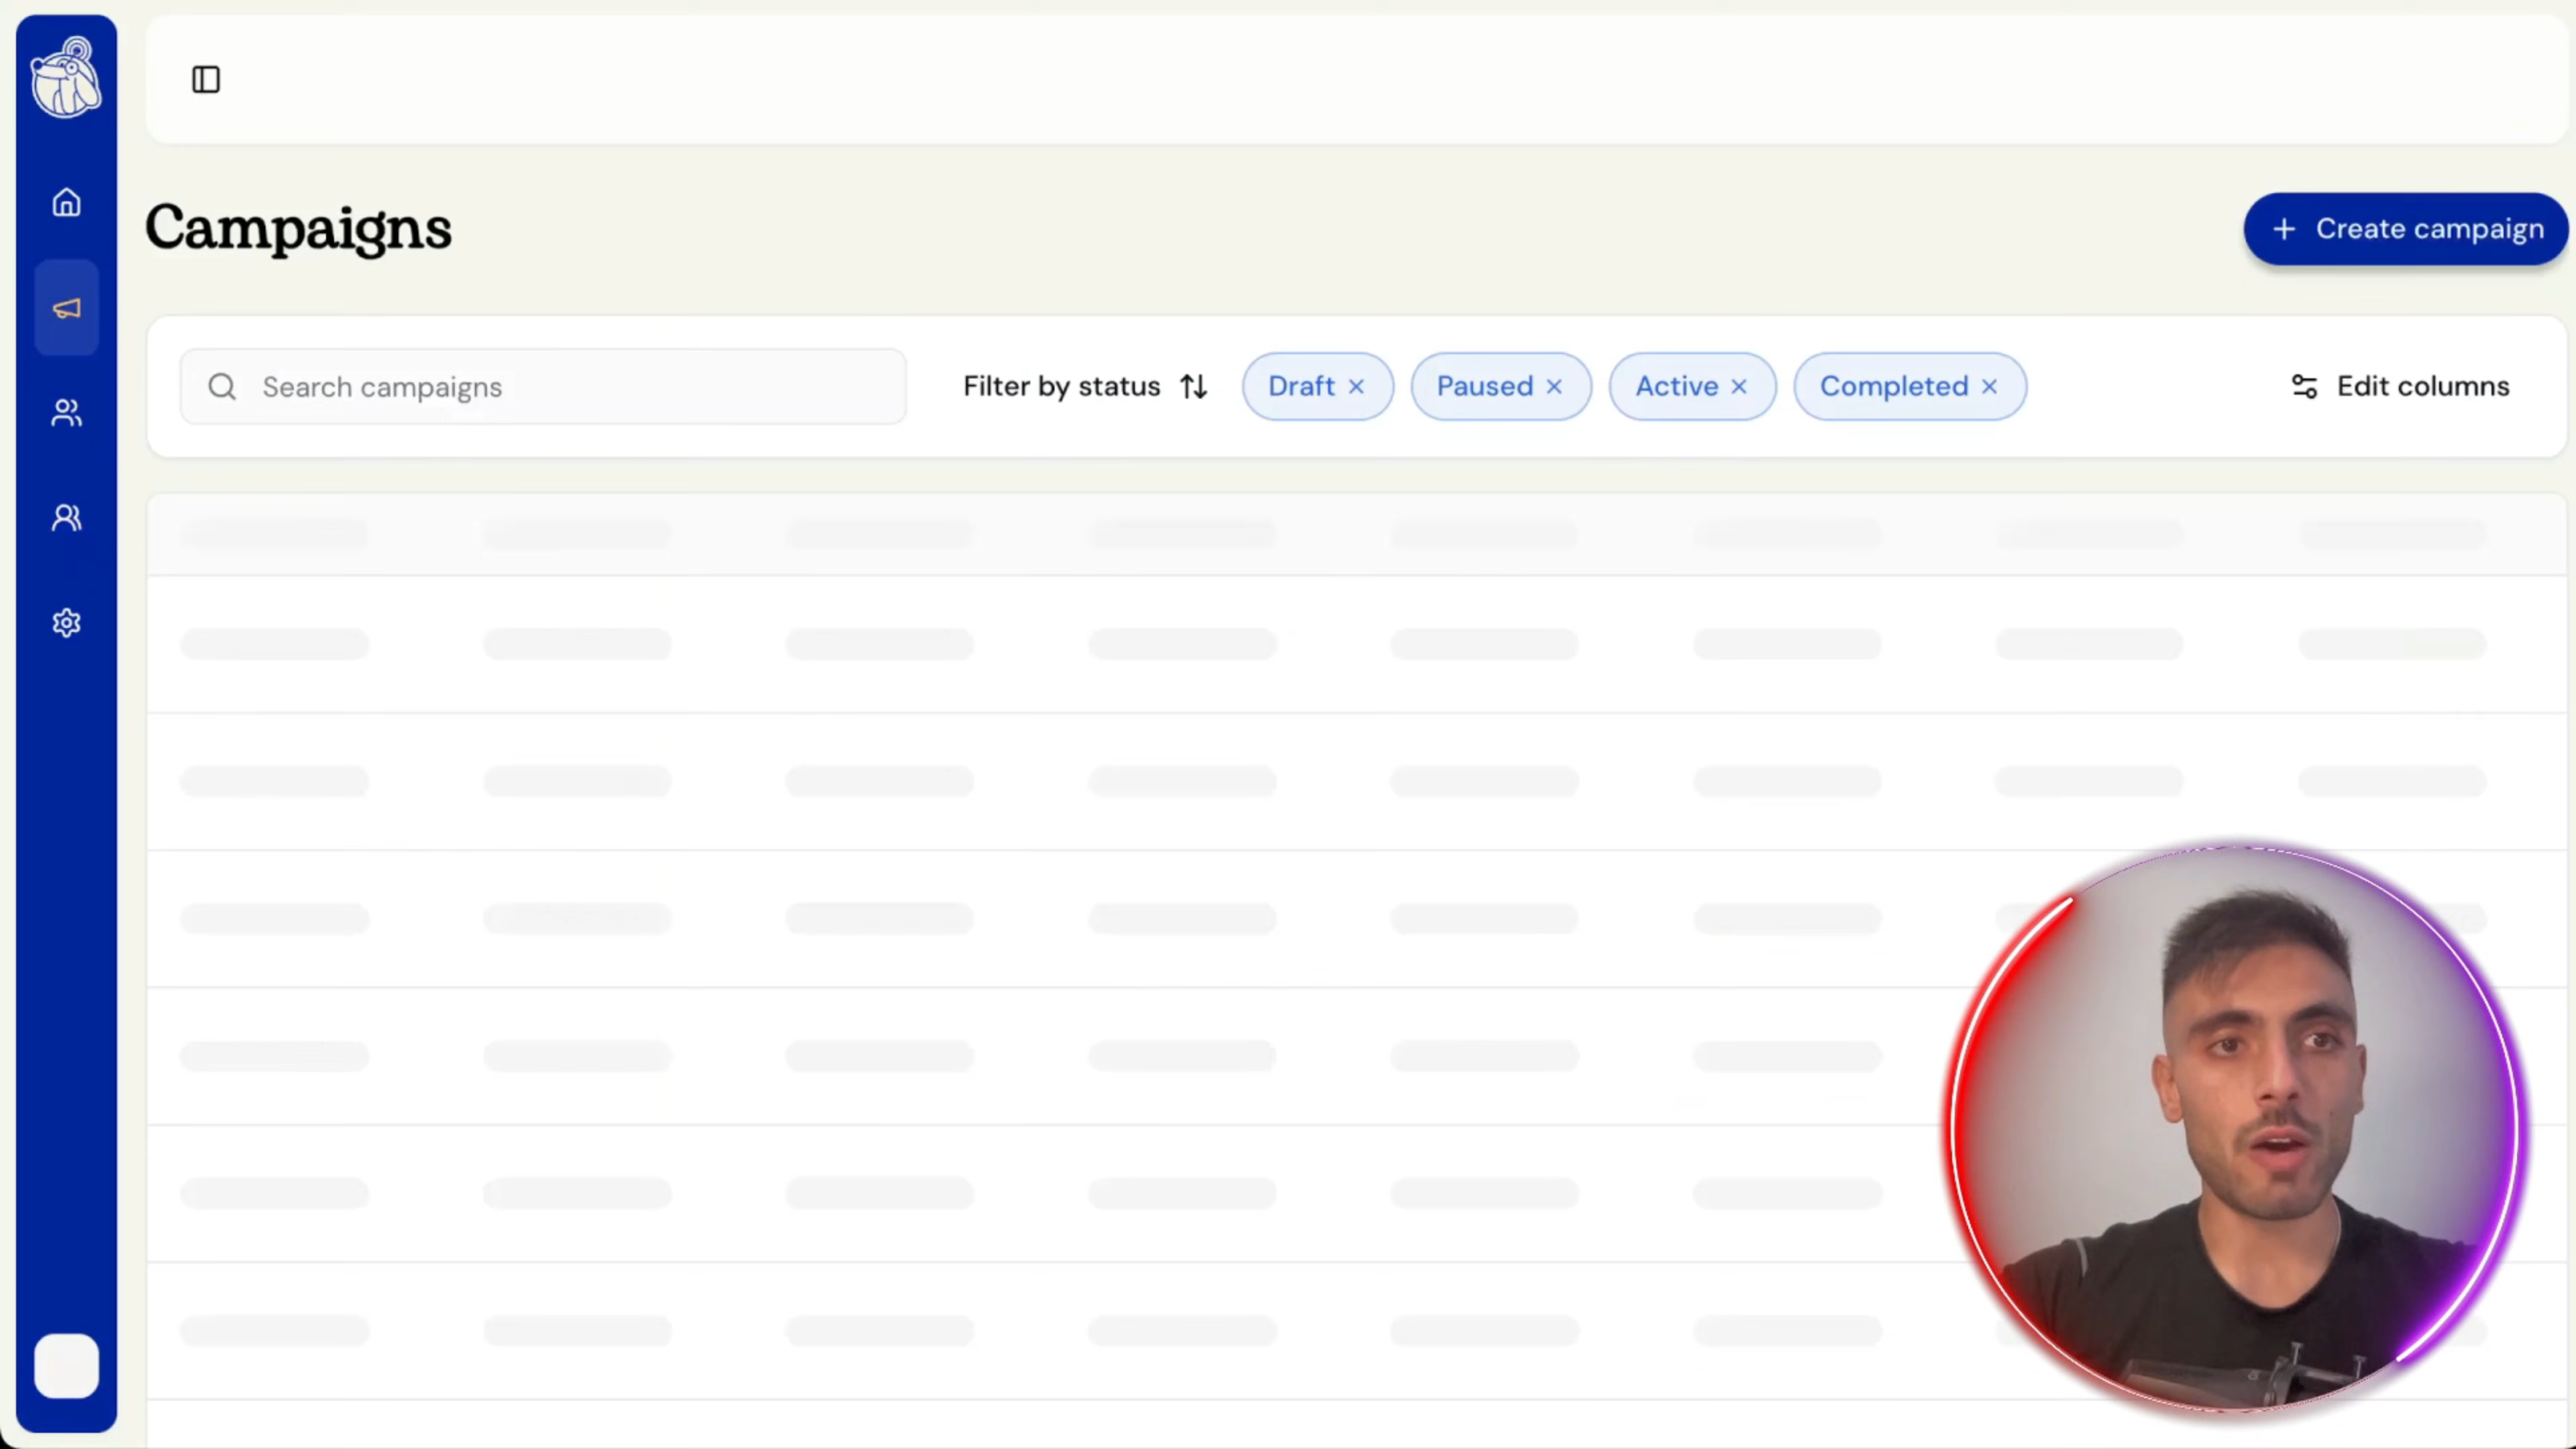 Campaigns
+ Create campaign
Search campaigns
Filter by status
Draft ×
Paused ×
Active ×
Completed ×
Edit columns